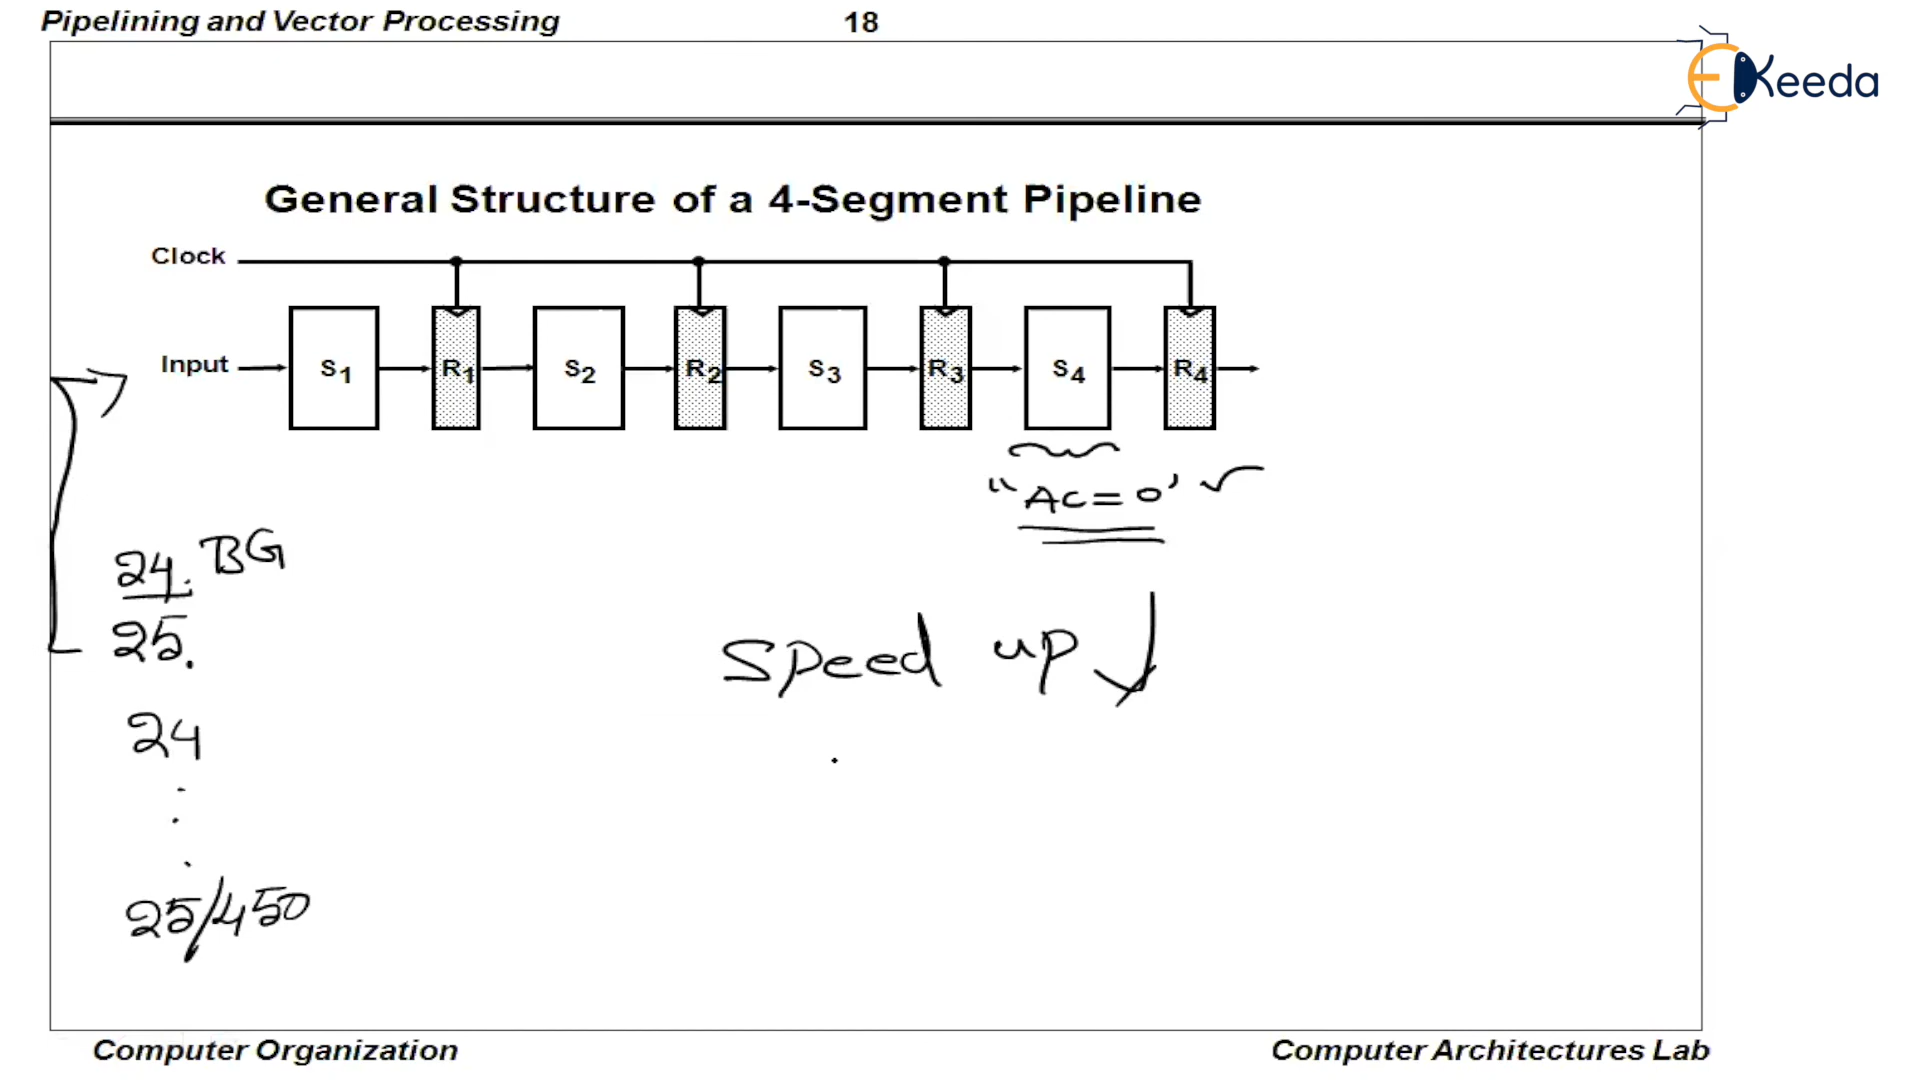 Pipelining and Vector Processing 18
EKeeda
General Structure of a 4-Segment Pipeline
Clock
Input S1 R1 S2 R2 S3 R3 S4 R4
"AC=0'
24. BG
25.
Speed up
24
25/450
Computer Organization Computer Architectures Lab